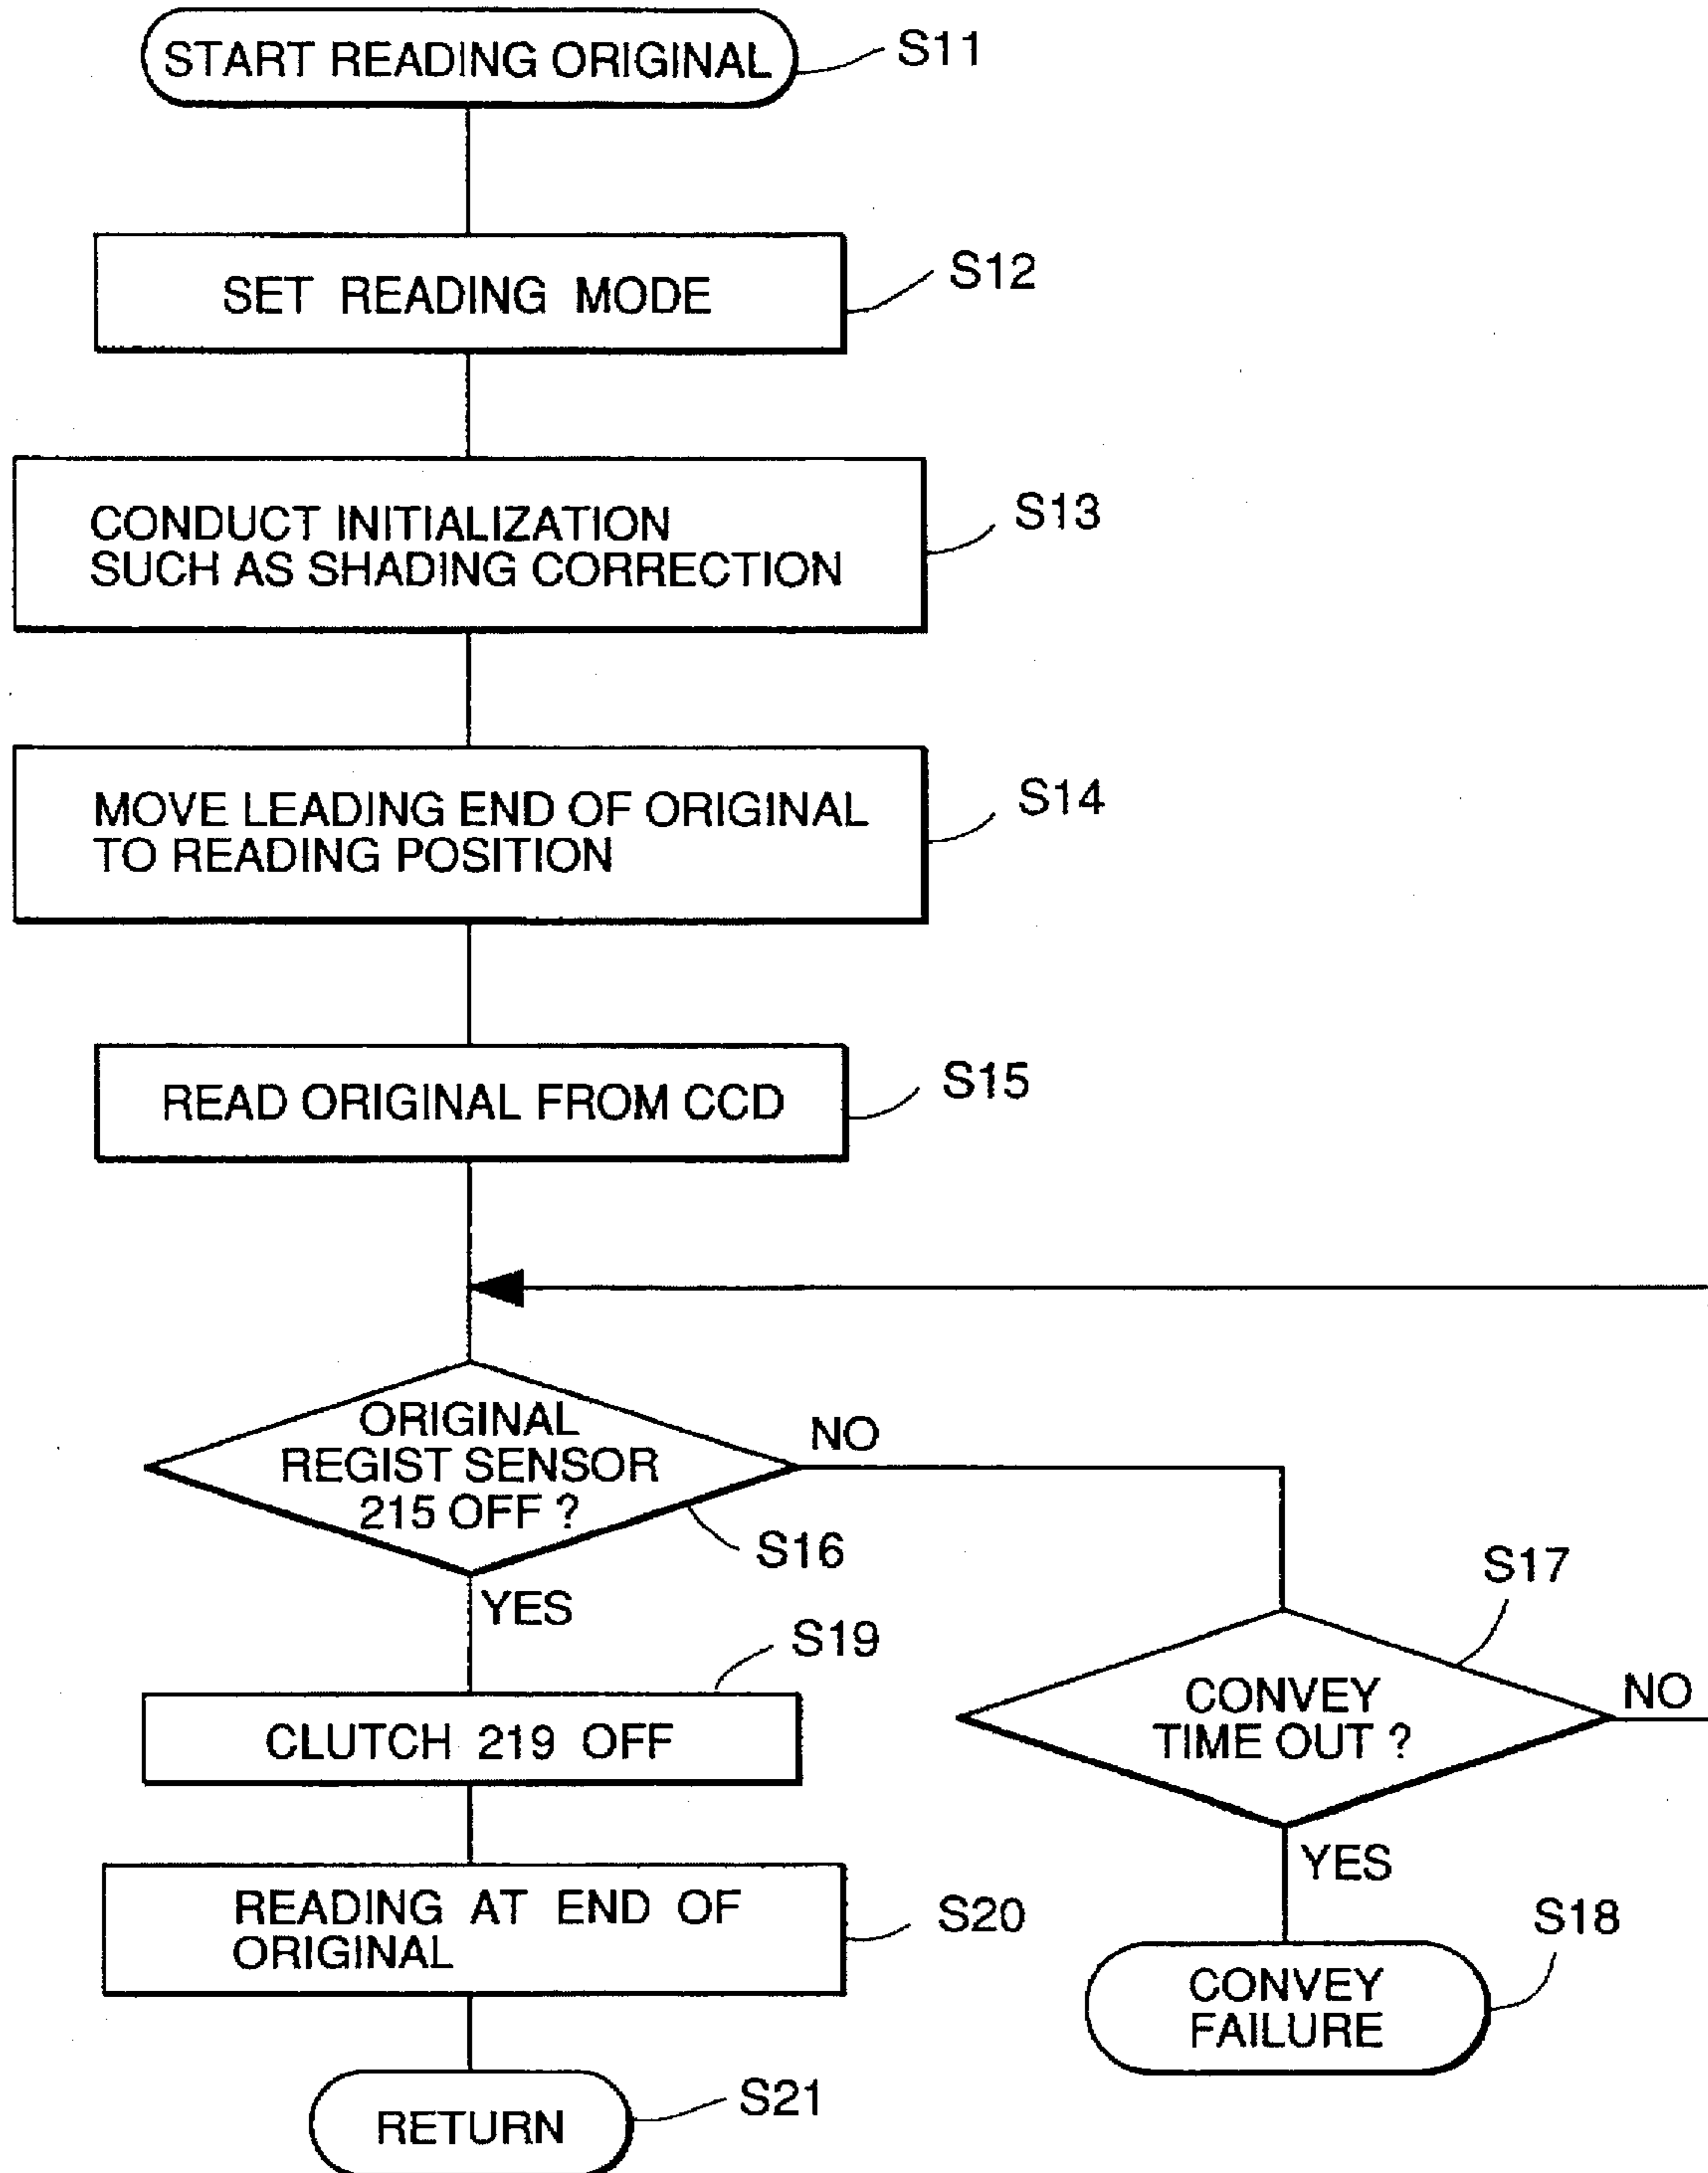 START READING ORIGINAL
S11
SET READING MODE
S12
CONDUCT INITIALIZATION
SUCH AS SHADING CORRECTION
S13
MOVE LEADING END OF ORIGINAL
TO READING POSITION
S14
READ ORIGINAL FROM CCD
S15
ORIGINAL
REGIST SENSOR
215 OFF ?
NO
S16
YES
S17
CONVEY
TIME OUT ?
NO
YES
S18
CONVEY
FAILURE
S19
CLUTCH 219 OFF
READING AT END OF
ORIGINAL
S20
RETURN
S21